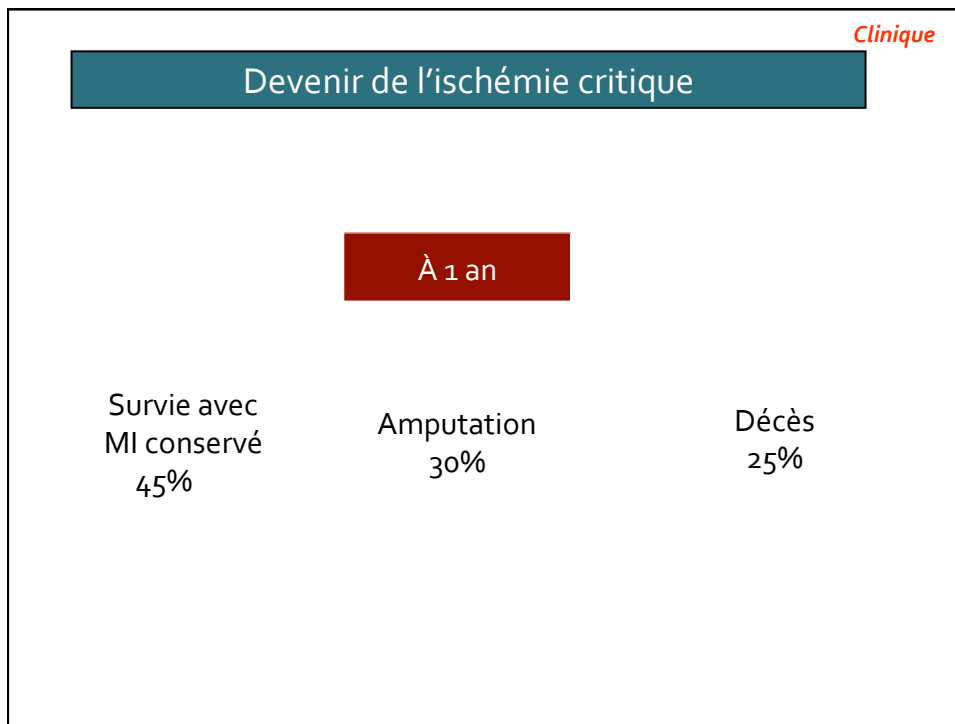 Clinique
Devenir de l'ischémie critique
À 1 an
Survie avec
MI conservé
45%
Amputation
30%
Décès
25%